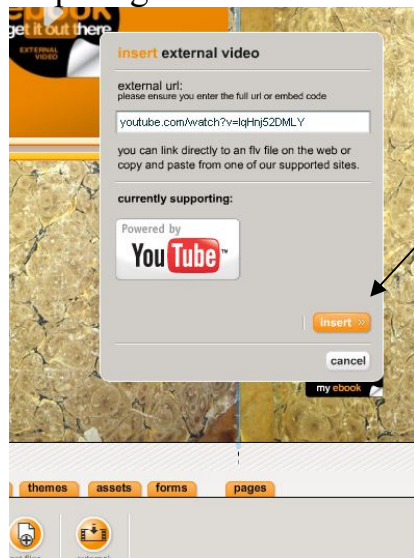 ebook
get it out there
EXTERNAL
VIDEO
insert external video
external url:
please ensure you enter the full url or embed code
youtube.com/watch?v=lqHnj52DMLY
you can link directly to an flv file on the web or
copy and paste from one of our supported sites.
currently supporting:
Powered by
YouTube™
insert »
cancel
my ebook
themes assets forms pages
external